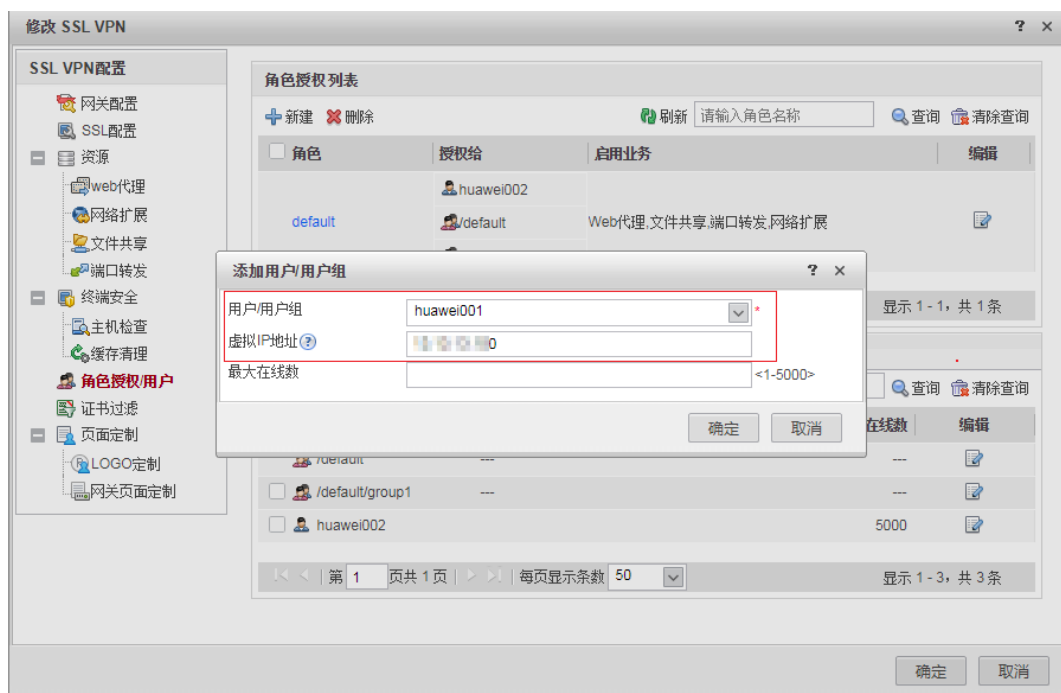 修改 SSL VPN
? ×
SSL VPN配置
网关配置
SSL配置
资源
web代理
网络扩展
文件共享
端口转发
终端安全
主机检查
缓存清理
角色授权/用户
证书过滤
页面定制
LOGO定制
网关页面定制
角色授权列表
新建 删除 刷新 请输入角色名称 查询 清除查询
角色 授权给 启用业务 编辑
huawei002
default /default Web代理,文件共享,端口转发,网络扩展
显示 1 - 1，共 1 条
添加用户/用户组 ? ×
用户/用户组 huawei001 *
虚拟IP地址 ?
最大在线数 <1-5000>
确定 取消
查询 清除查询
在线数 编辑
/default --- ---
/default/group1 --- ---
huawei002 5000
第 1 页共 1 页 每页显示条数 50 显示 1 - 3，共 3 条
确定 取消